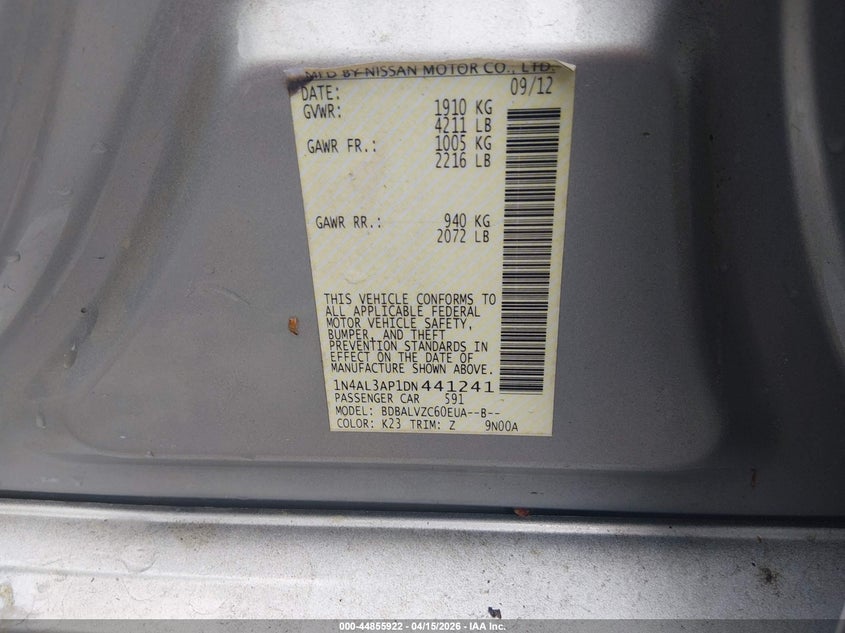 MFD BY NISSAN MOTOR CO., LTD.
DATE: 09/12
GVWR: 1910 KG
4211 LB
GAWR FR.: 1005 KG
2216 LB
GAWR RR.: 940 KG
2072 LB
THIS VEHICLE CONFORMS TO
ALL APPLICABLE FEDERAL
MOTOR VEHICLE SAFETY,
BUMPER, AND THEFT
PREVENTION STANDARDS IN
EFFECT ON THE DATE OF
MANUFACTURE SHOWN ABOVE.
1N4AL3AP1DN441241
PASSENGER CAR 591
MODEL: BDBALVZC60EUA--B--
COLOR: K23 TRIM: Z 9N00A
000-44855922 - 04/15/2026 - IAA Inc.